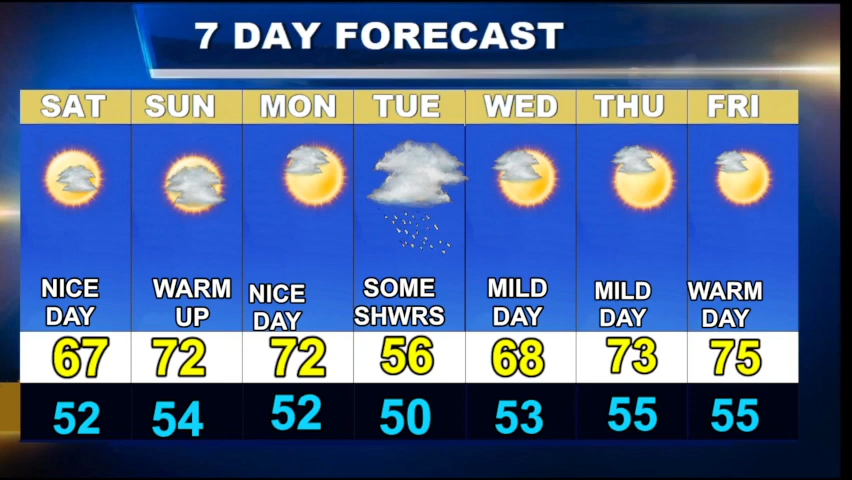 7 DAY FORECAST
SAT SUN MON TUE WED THU FRI
NICE DAY WARM UP NICE DAY SOME SHWRS MILD DAY MILD DAY WARM DAY
67 72 72 56 68 73 75
52 54 52 50 53 55 55